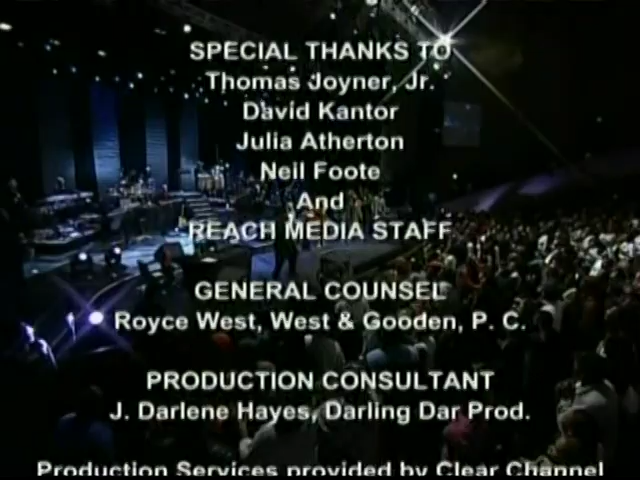 SPECIAL THANKS TO
Thomas Joyner, Jr.
David Kantor
Julia Atherton
Neil Foote
And
REACH MEDIA STAFF
GENERAL COUNSEL
Royce West, West & Gooden, P. C.
PRODUCTION CONSULTANT
J. Darlene Hayes, Darling Dar Prod.
Production Services provided by Clear Channel